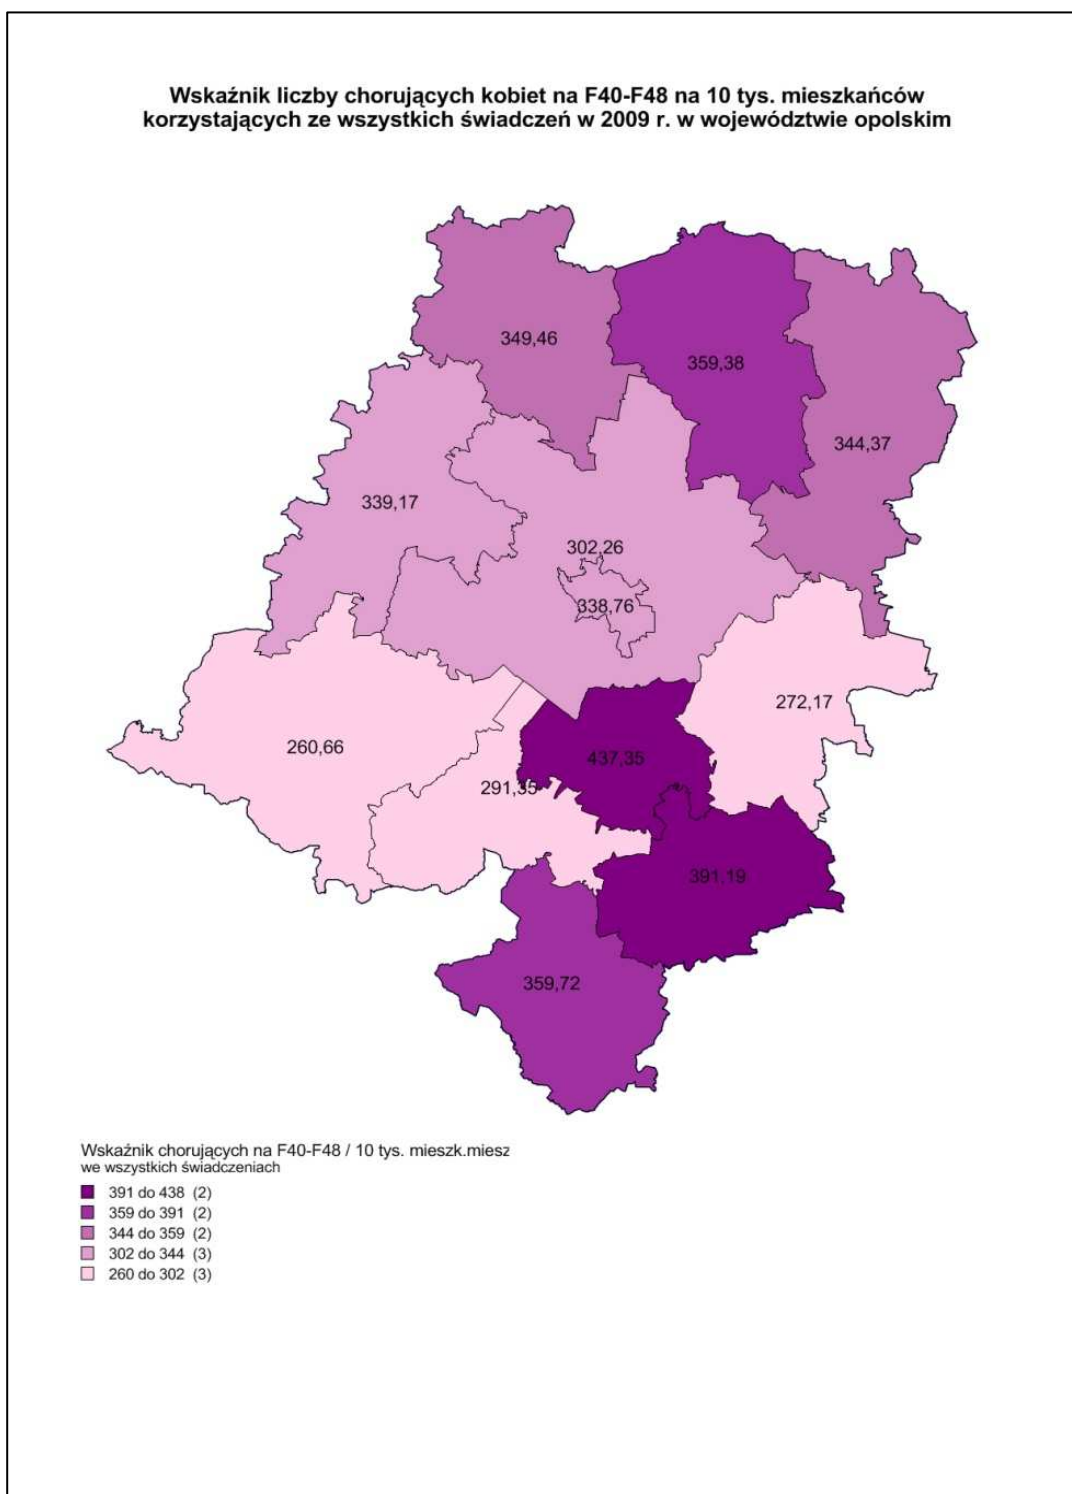 Wskaźnik liczby chorujących kobiet na F40-F48 na 10 tys. mieszkańców
korzystających ze wszystkich świadczeń w 2009 r. w województwie opolskim
349,46
359,38
344,37
339,17
302,26
338,76
272,17
260,66
437,35
291,35
391,19
359,72
Wskaźnik chorujących na F40-F48 / 10 tys. mieszk.miesz
we wszystkich świadczeniach
391 do 438 (2)
359 do 391 (2)
344 do 359 (2)
302 do 344 (3)
260 do 302 (3)